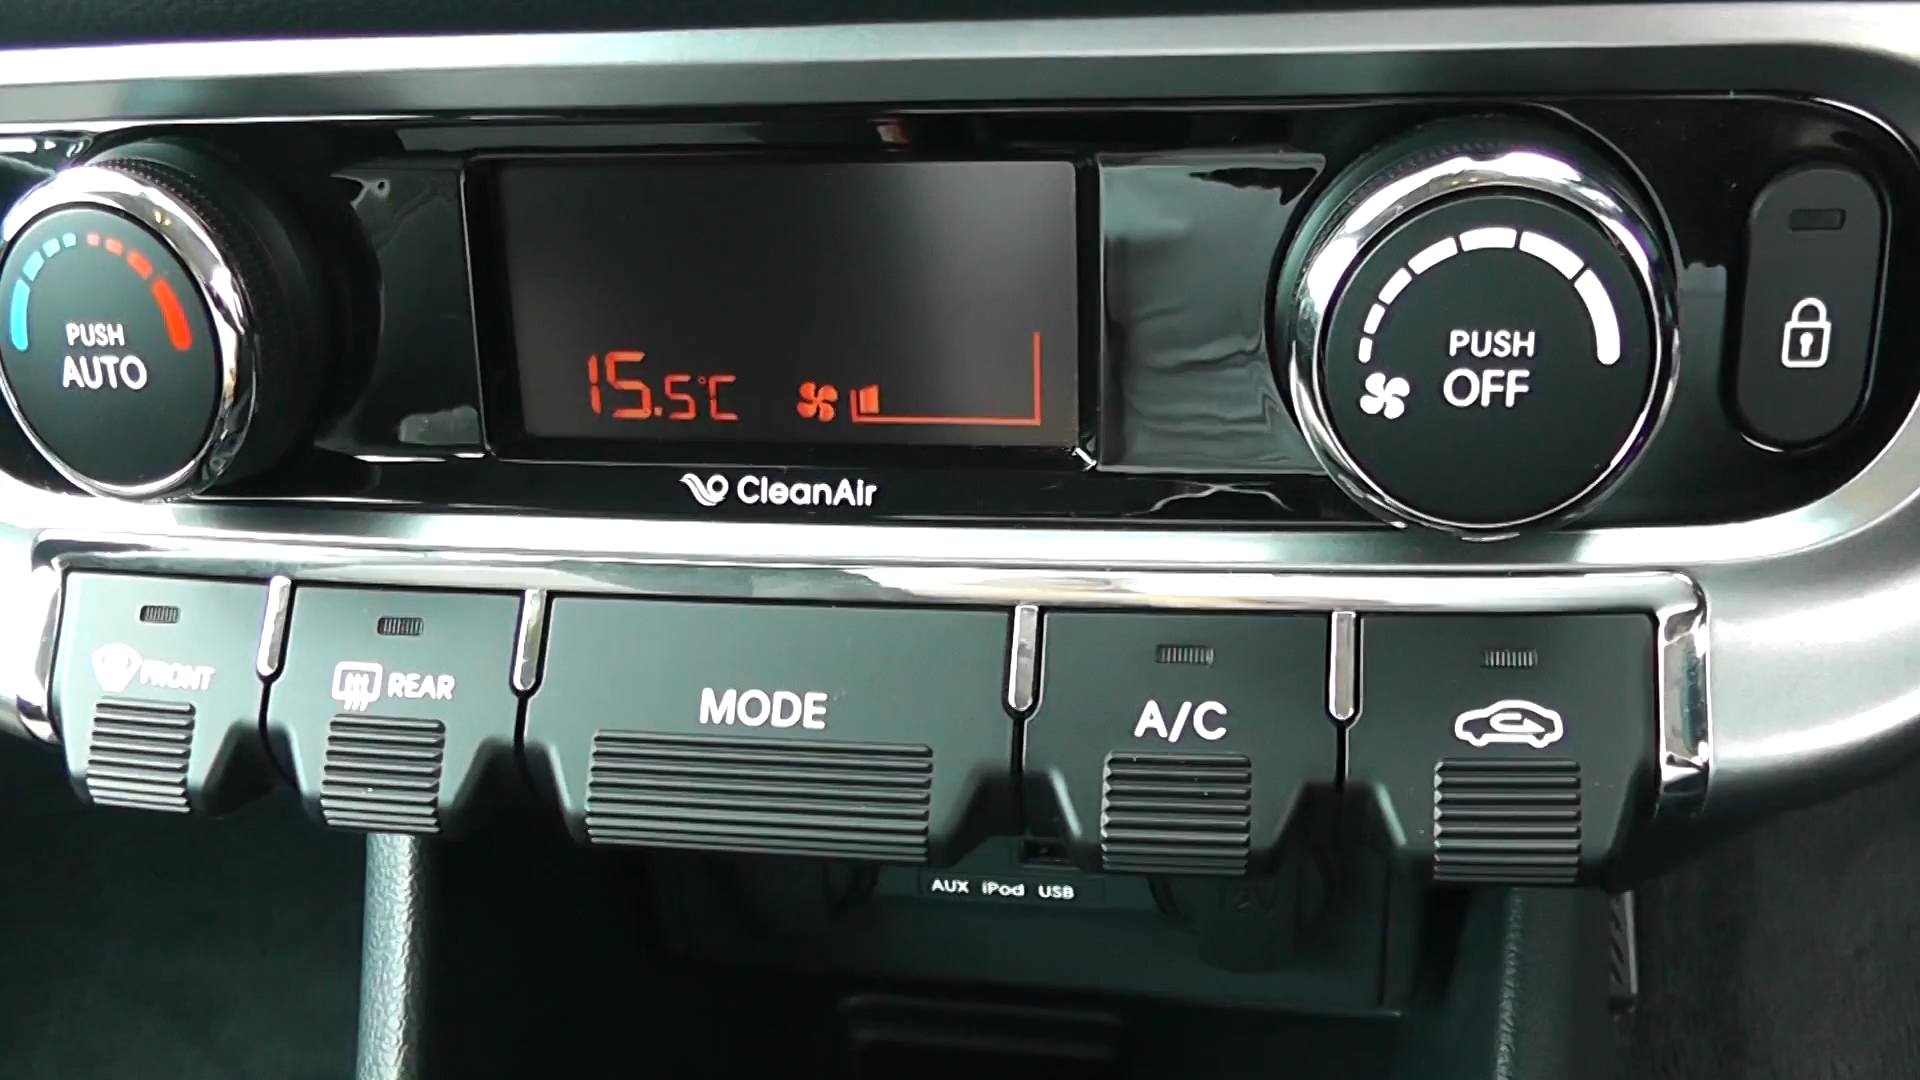 PUSH
AUTO
15.5°C
CleanAir
PUSH
OFF
FRONT
REAR
MODE
A/C
AUX iPod USB